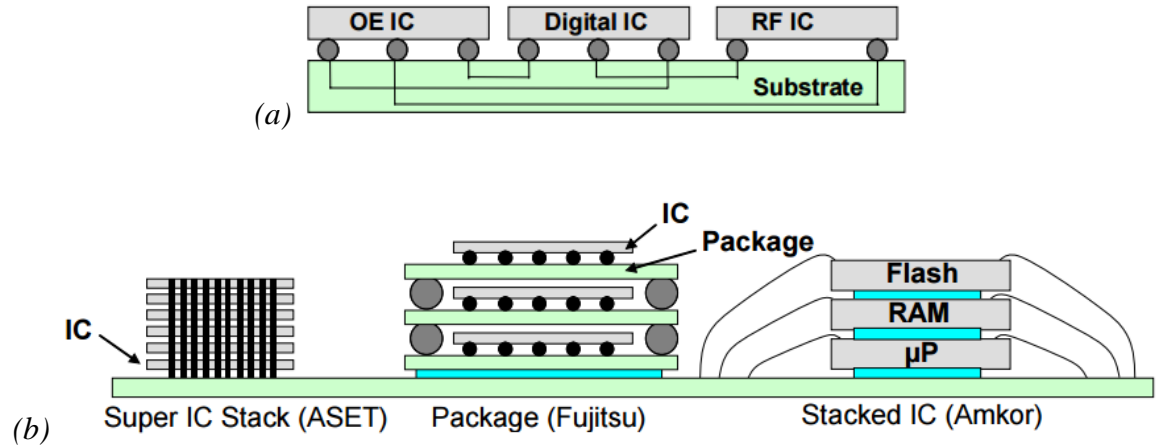 OE IC Digital IC RF IC
Substrate
(a)
IC
Package
Flash
RAM
IC
µP
(b)
Super IC Stack (ASET) Package (Fujitsu) Stacked IC (Amkor)